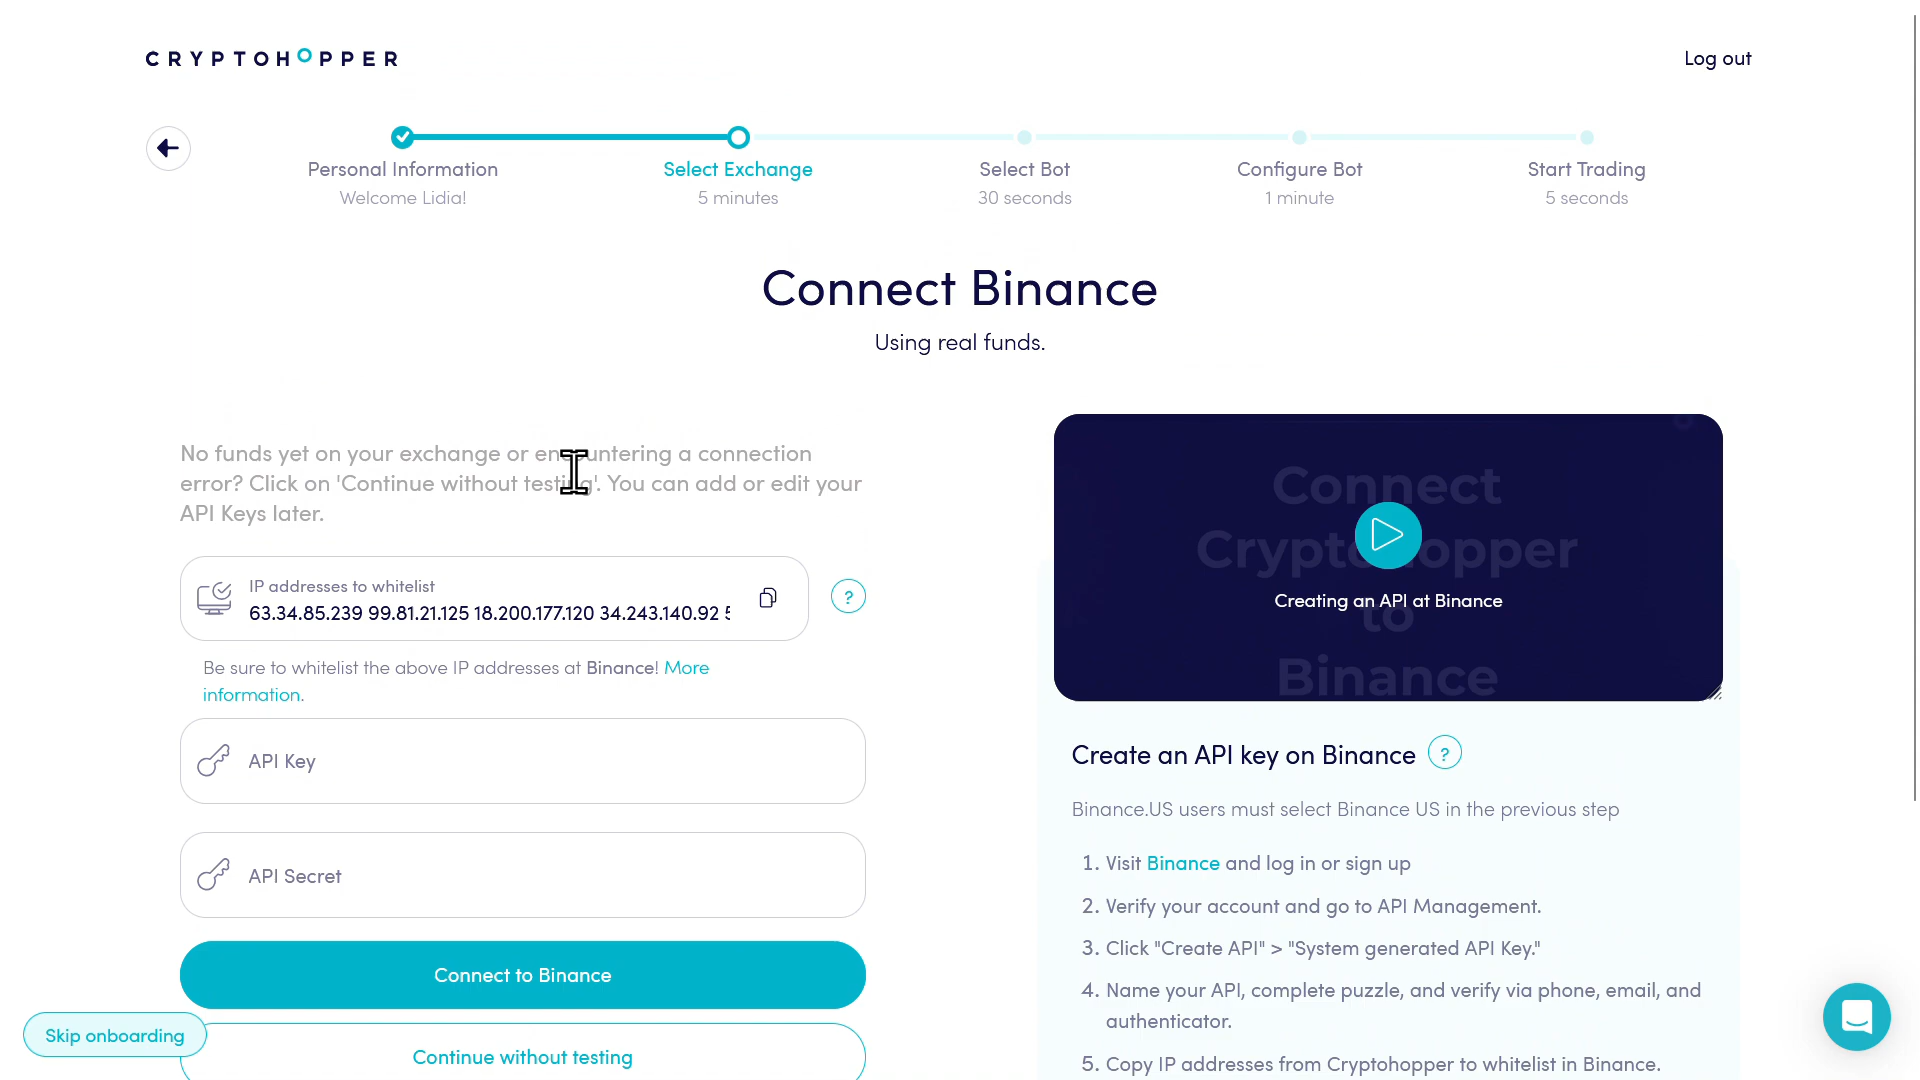 CRYPTOHOPPER
Log out
Personal Information
Welcome Lidia!
Select Exchange
5 minutes
Select Bot
30 seconds
Configure Bot
1 minute
Start Trading
5 seconds
Connect Binance
Using real funds.
No funds yet on your exchange or encountering a connection
error? Click on 'Continue without testing'. You can add or edit your
API Keys later.
IP addresses to whitelist
63.34.85.239 99.81.21.125 18.200.177.120 34.243.140.92
?
Be sure to whitelist the above IP addresses at Binance! More
information.
API Key
API Secret
Connect to Binance
Skip onboarding
Continue without testing
Connect
Cryptohopper
Creating an API at Binance
to
Binance
Create an API key on Binance ?
Binance.US users must select Binance US in the previous step
1. Visit Binance and log in or sign up
2. Verify your account and go to API Management.
3. Click "Create API" > "System generated API Key."
4. Name your API, complete puzzle, and verify via phone, email, and
authenticator.
5. Copy IP addresses from Cryptohopper to whitelist in Binance.